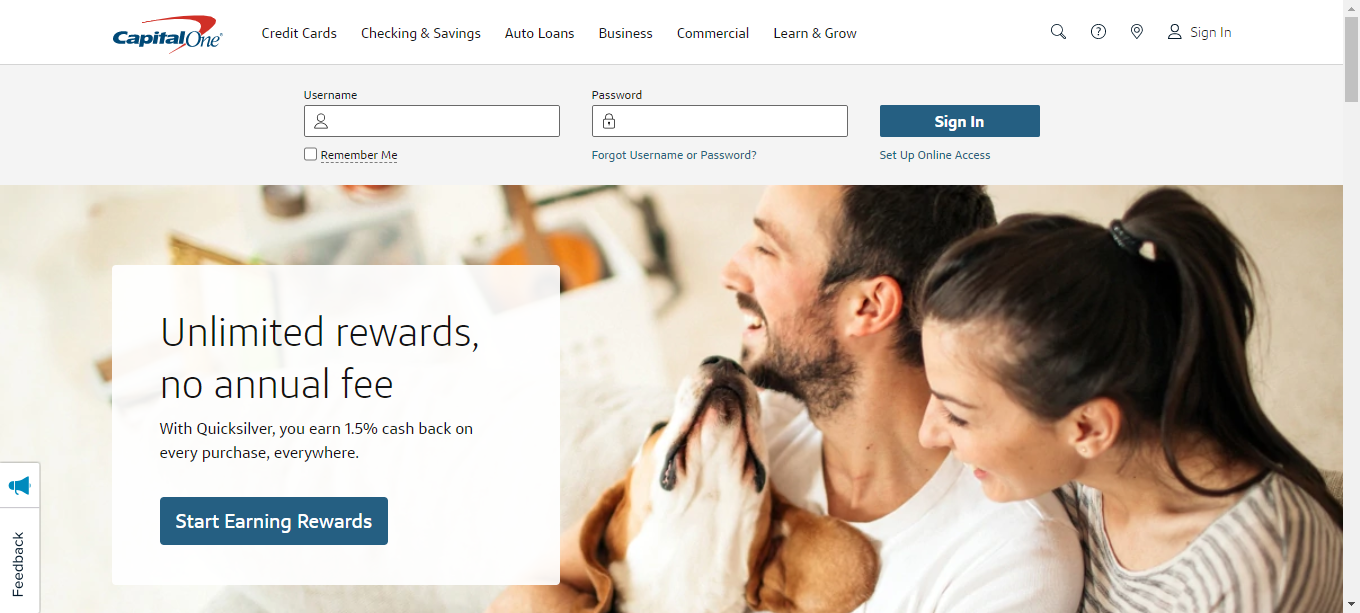 CapitalOne®
Credit Cards
Checking & Savings
Auto Loans
Business
Commercial
Learn & Grow
Sign In
Username
Password
Sign In
Remember Me
Forgot Username or Password?
Set Up Online Access
Unlimited rewards,
no annual fee
With Quicksilver, you earn 1.5% cash back on
every purchase, everywhere.
Start Earning Rewards
Feedback